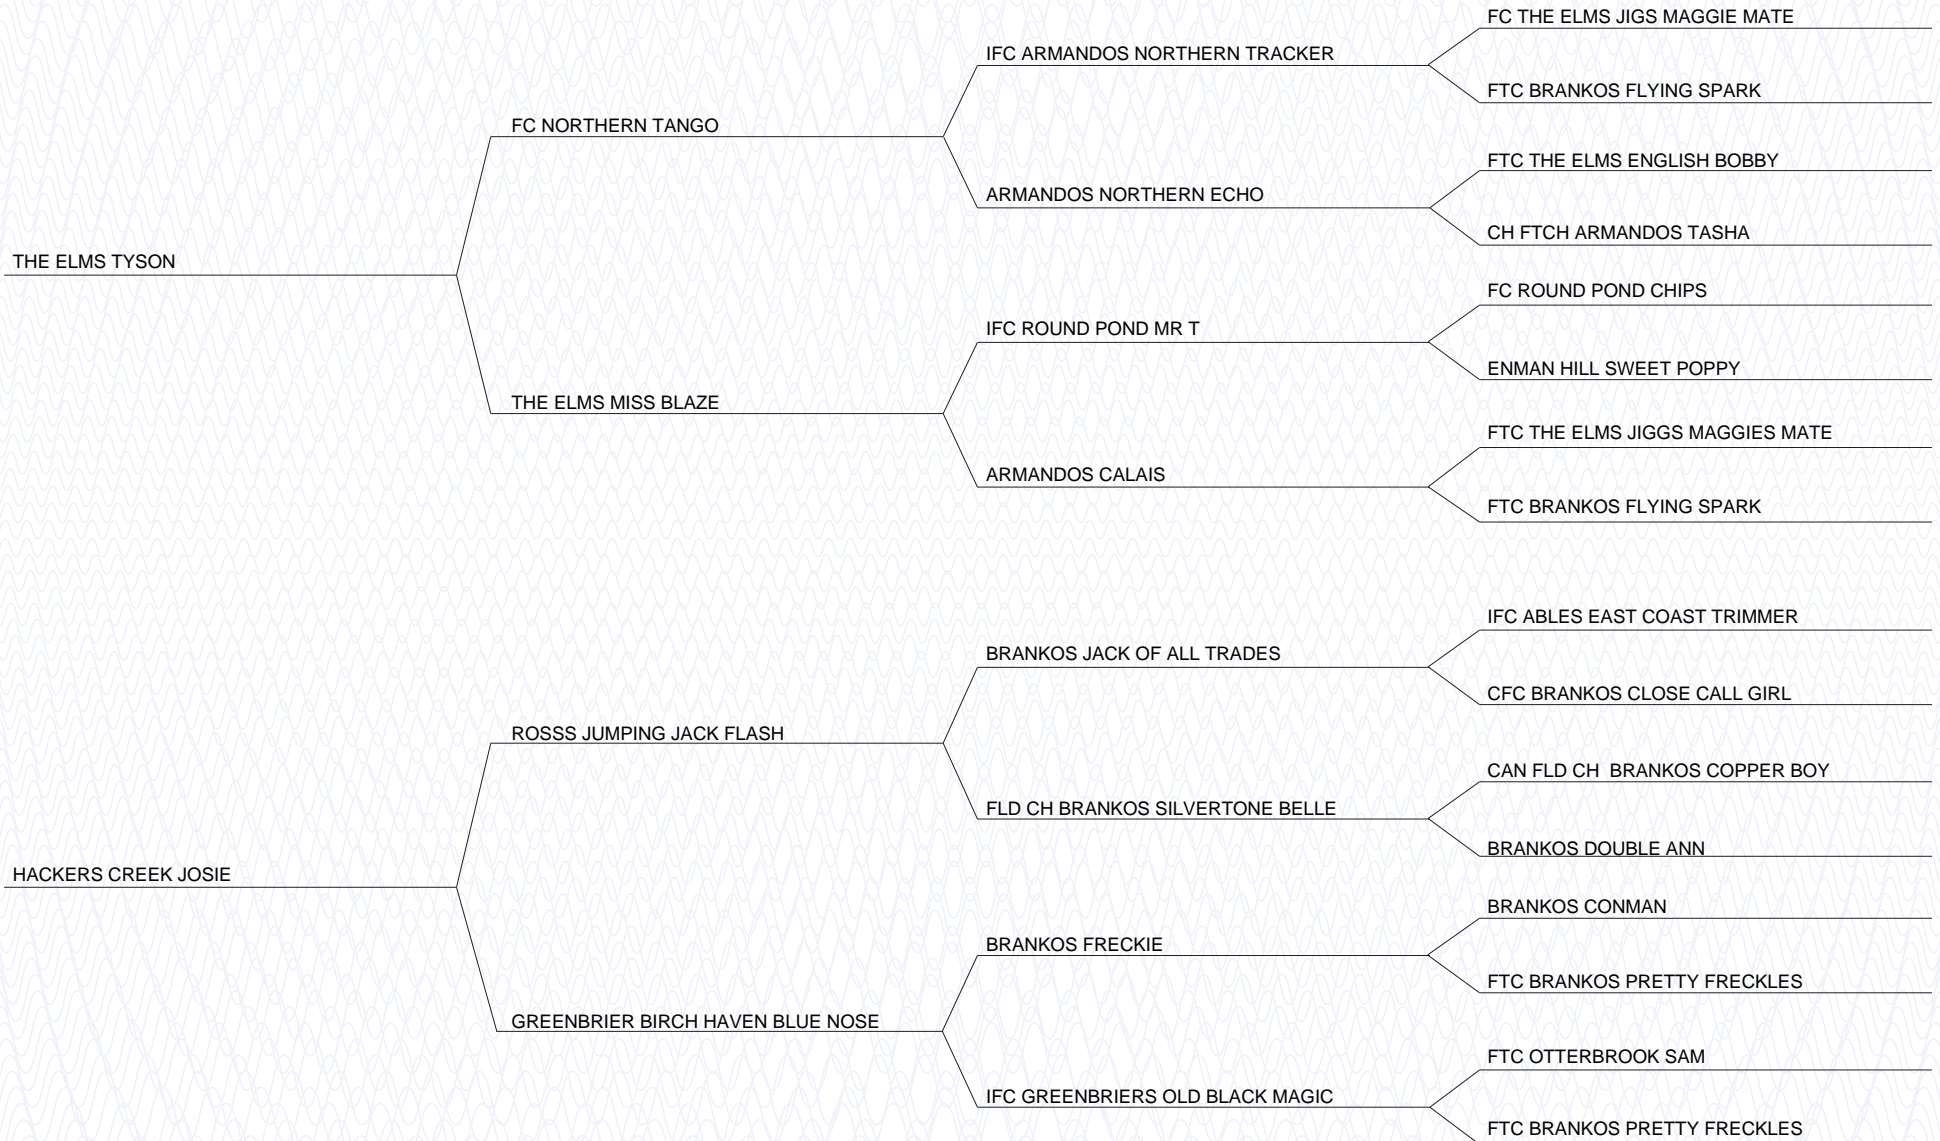 FC THE ELMS JIGS MAGGIE MATE
IFC ARMANDOS NORTHERN TRACKER
FTC BRANKOS FLYING SPARK
FC NORTHERN TANGO
FTC THE ELMS ENGLISH BOBBY
ARMANDOS NORTHERN ECHO
CH FTCH ARMANDOS TASHA
THE ELMS TYSON
FC ROUND POND CHIPS
IFC ROUND POND MR T
ENMAN HILL SWEET POPPY
THE ELMS MISS BLAZE
FTC THE ELMS JIGGS MAGGIES MATE
ARMANDOS CALAIS
FTC BRANKOS FLYING SPARK
IFC ABLES EAST COAST TRIMMER
BRANKOS JACK OF ALL TRADES
CFC BRANKOS CLOSE CALL GIRL
ROSSS JUMPING JACK FLASH
CAN FLD CH  BRANKOS COPPER BOY
FLD CH BRANKOS SILVERTONE BELLE
BRANKOS DOUBLE ANN
HACKERS CREEK JOSIE
BRANKOS CONMAN
BRANKOS FRECKIE
FTC BRANKOS PRETTY FRECKLES
GREENBRIER BIRCH HAVEN BLUE NOSE
FTC OTTERBROOK SAM
IFC GREENBRIERS OLD BLACK MAGIC
FTC BRANKOS PRETTY FRECKLES